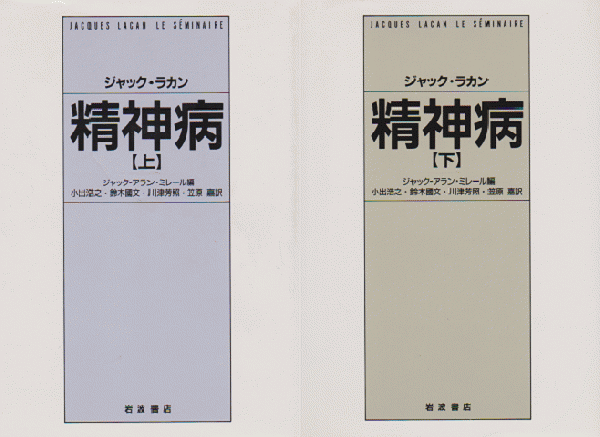 JACQUES LACAN LE SÉMINAIRE
ジャック・ラカン
精神病
【上】
ジャック-アラン・ミレール編
小出浩之・鈴木國文・川津芳照・笠原 嘉訳
岩波書店
JACQUES LACAN LE SÉMINAIRE
ジャック・ラカン
精神病
【下】
ジャック-アラン・ミレール編
小出浩之・鈴木國文・川津芳照・笠原 嘉訳
岩波書店